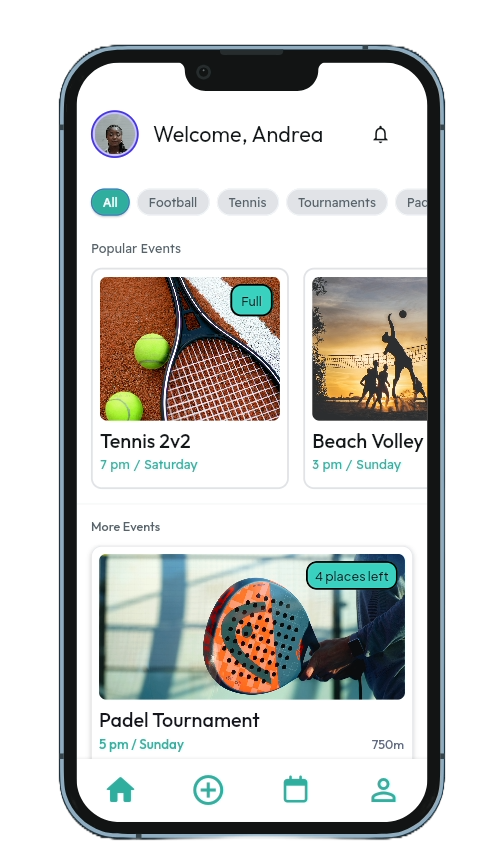 Welcome, Andrea
All Football Tennis Tournaments Pad
Popular Events
Full
Tennis 2v2
7 pm / Saturday
Beach Volley
3 pm / Sunday
More Events
4 places left
Padel Tournament
5 pm / Sunday
750m